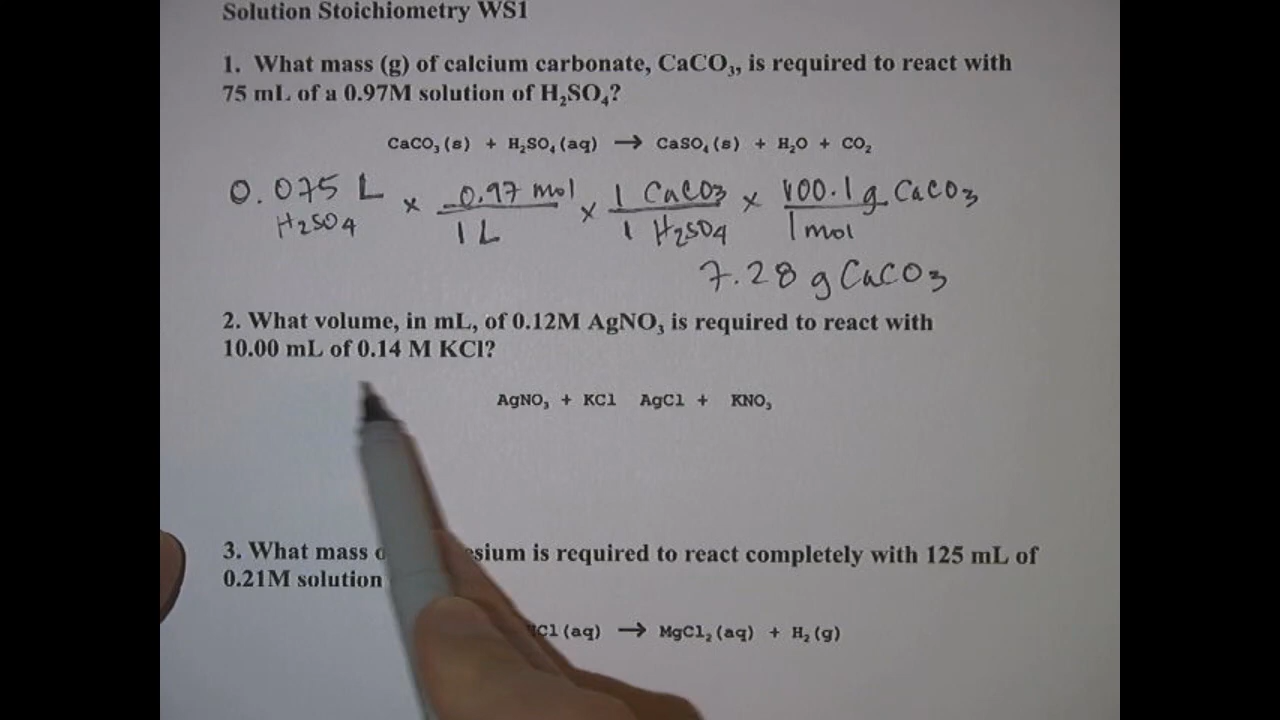 Solution Stoichiometry WS1
1. What mass (g) of calcium carbonate, CaCO₃, is required to react with
75 mL of a 0.97M solution of H₂SO₄?
CaCO₃(s) + H₂SO₄(aq) → CaSO₄(s) + H₂O + CO₂
0.075 L × 0.97 mol × 1 CaCO₃ × 100.1 g CaCO₃
H₂SO₄ 1 L 1 H₂SO₄ 1 mol
7.28 g CaCO₃
2. What volume, in mL, of 0.12M AgNO₃ is required to react with
10.00 mL of 0.14 M KCl?
AgNO₃ + KCl AgCl + KNO₃
3. What mass is required to react completely with 125 mL of
0.21M solution
(aq) → MgCl₂(aq) + H₂(g)